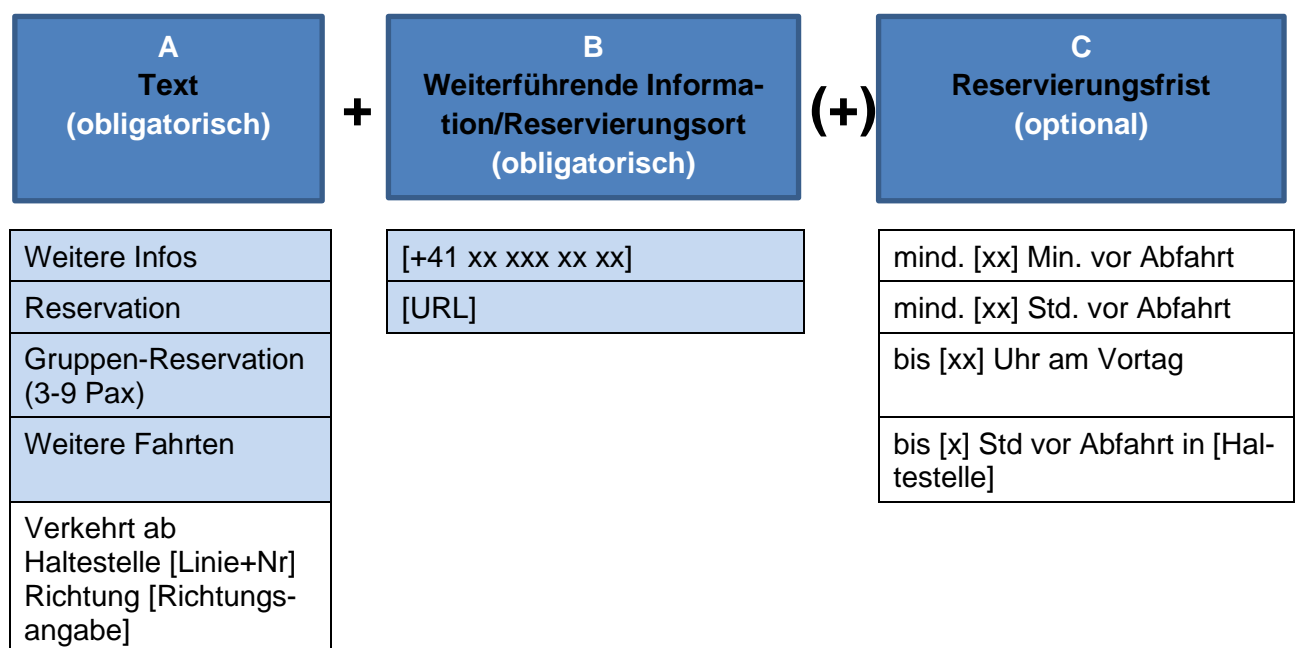 A
Text
(obligatorisch)
+
B
Weiterführende Informa-
tion/Reservierungsort
(obligatorisch)
(+)
C
Reservierungsfrist
(optional)
Weitere Infos
Reservation
Gruppen-Reservation
(3-9 Pax)
Weitere Fahrten
Verkehrt ab
Haltestelle [Linie+Nr]
Richtung [Richtungs-
angabe]
[+41 xx xxx xx xx]
[URL]
mind. [xx] Min. vor Abfahrt
mind. [xx] Std. vor Abfahrt
bis [xx] Uhr am Vortag
bis [x] Std vor Abfahrt in [Hal-
testelle]